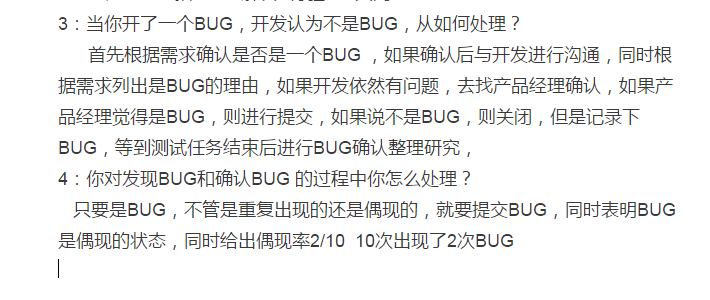 3：当你开了一个BUG，开发认为不是BUG，从如何处理？
首先根据需求确认是否是一个BUG ，如果确认后与开发进行沟通，同时根
据需求列出是BUG的理由，如果开发依然有问题，去找产品经理确认，如果产
品经理觉得是BUG，则进行提交，如果说不是BUG，则关闭，但是记录下
BUG，等到测试任务结束后进行BUG确认整理研究，
4：你对发现BUG和确认BUG 的过程中你怎么处理？
只要是BUG，不管是重复出现的还是偶现的，就要提交BUG，同时表明BUG
是偶现的状态，同时给出偶现率2/10  10次出现了2次BUG